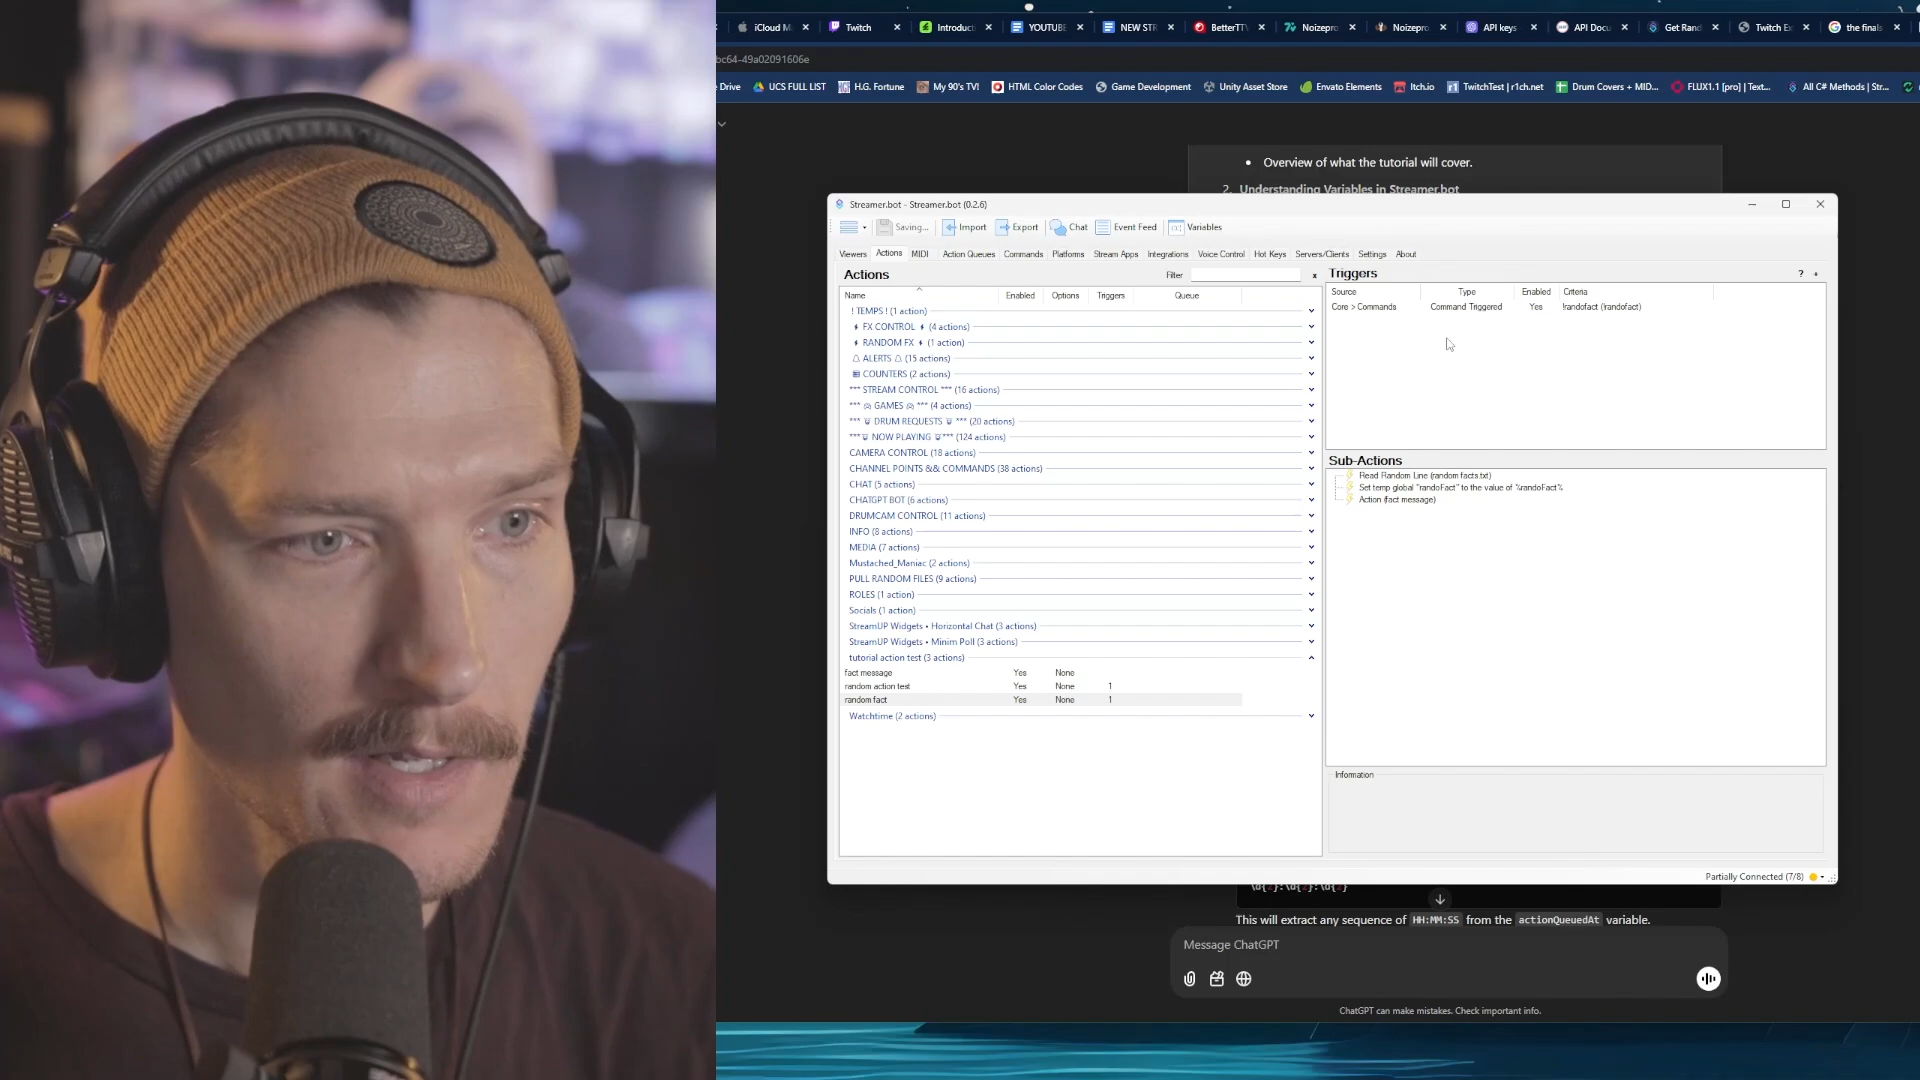 iCloud M
Twitch
Introduct
YOUTUBE
NEW STR
BetterTT
Noizepro
Noizepro
API keys
API Docu
Get Rand
Twitch Ex
the finals
bc64-49a02091606e
e Drive
UCS FULL LIST
H.G. Fortune
My 90's TV!
HTML Color Codes
Game Development
Unity Asset Store
Envato Elements
Itch.io
TwitchTest | r1ch.net
Drum Covers + MID...
FLUX1.1 [pro] | Text...
All C# Methods | Str...
• Overview of what the tutorial will cover.
2. Understanding Variables in Streamer.bot
Streamer.bot - Streamer.bot (0.2.6)
Saving...
Import
Export
Chat
Event Feed
Variables
Viewers
Actions
MIDI
Action Queues
Commands
Platforms
Stream Apps
Integrations
Voice Control
Hot Keys
Servers/Clients
Settings
About
Actions
Filter
x
Name
Enabled
Options
Triggers
Queue
! TEMPS ! (1 action)
FX CONTROL (4 actions)
RANDOM FX (1 action)
ALERTS (15 actions)
COUNTERS (2 actions)
*** STREAM CONTROL *** (16 actions)
*** GAMES *** (4 actions)
*** DRUM REQUESTS *** (20 actions)
*** NOW PLAYING *** (124 actions)
CAMERA CONTROL (18 actions)
CHANNEL POINTS && COMMANDS (38 actions)
CHAT (5 actions)
CHATGPT BOT (6 actions)
DRUMCAM CONTROL (11 actions)
INFO (8 actions)
MEDIA (7 actions)
Mustached_Maniac (2 actions)
PULL RANDOM FILES (9 actions)
ROLES (1 action)
Socials (1 action)
StreamUP Widgets • Horizontal Chat (3 actions)
StreamUP Widgets • Minim Poll (3 actions)
tutorial action test (3 actions)
fact message Yes None
random action test Yes None 1
random fact Yes None 1
Watchtime (2 actions)
Triggers
? +
Source
Type
Enabled
Criteria
Core > Commands
Command Triggered
Yes
!randofact (!randofact)
Sub-Actions
Read Random Line (random facts.txt)
Set temp global "randoFact" to the value of %randoFact%
Action (fact message)
Information
Partially Connected (7/8)
\d{2}:\d{2}:\d{2}
This will extract any sequence of HH:MM:SS from the actionQueuedAt variable.
Message ChatGPT
ChatGPT can make mistakes. Check important info.